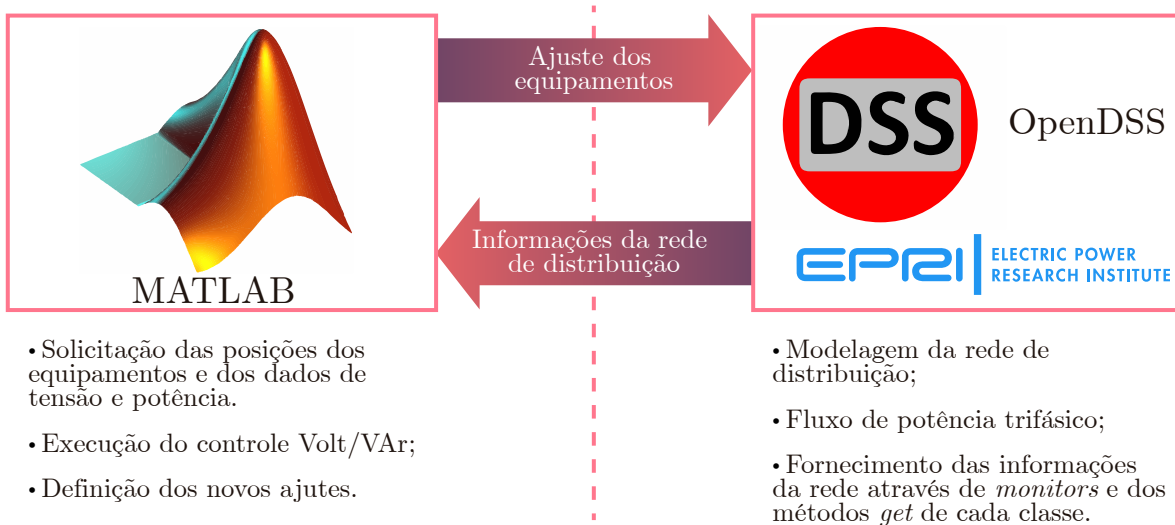 MATLAB
Ajuste dos
equipamentos
Informações da rede
de distribuição
DSS
OpenDSS
EPRI
ELECTRIC POWER
RESEARCH INSTITUTE
• Solicitação das posições dos
equipamentos e dos dados de
tensão e potência.
• Execução do controle Volt/VAr;
• Definição dos novos ajutes.
• Modelagem da rede de
distribuição;
• Fluxo de potência trifásico;
• Fornecimento das informações
da rede através de monitors e dos
métodos get de cada classe.